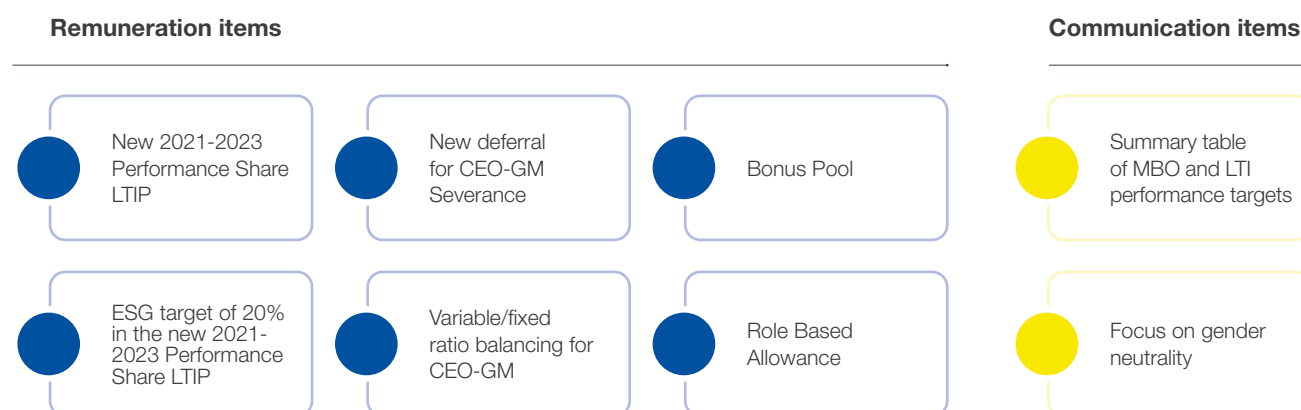 Remuneration items
Communication items
New 2021-2023
Performance Share
LTIP
New deferral
for CEO-GM
Severance
Bonus Pool
Summary table
of MBO and LTI
performance targets
ESG target of 20%
in the new 2021-
2023 Performance
Share LTIP
Variable/fixed
ratio balancing for
CEO-GM
Role Based
Allowance
Focus on gender
neutrality